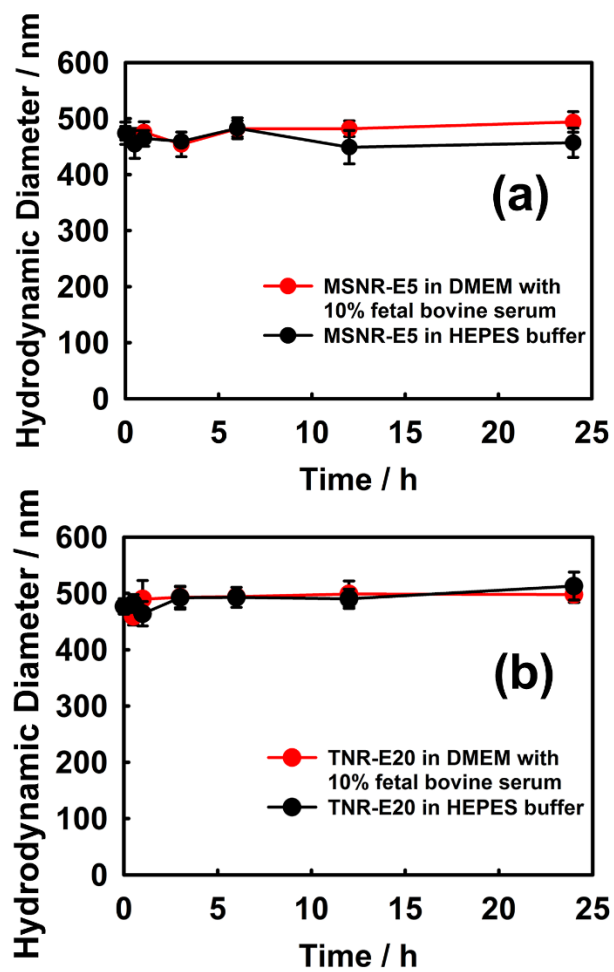 Hydrodynamic Diameter / nm
600
500
400
300
200
100
0
(a)
MSNR-E5 in DMEM with
10% fetal bovine serum
MSNR-E5 in HEPES buffer
0 5 10 15 20 25
Time / h
Hydrodynamic Diameter / nm
600
500
400
300
200
100
0
(b)
TNR-E20 in DMEM with
10% fetal bovine serum
TNR-E20 in HEPES buffer
0 5 10 15 20 25
Time / h